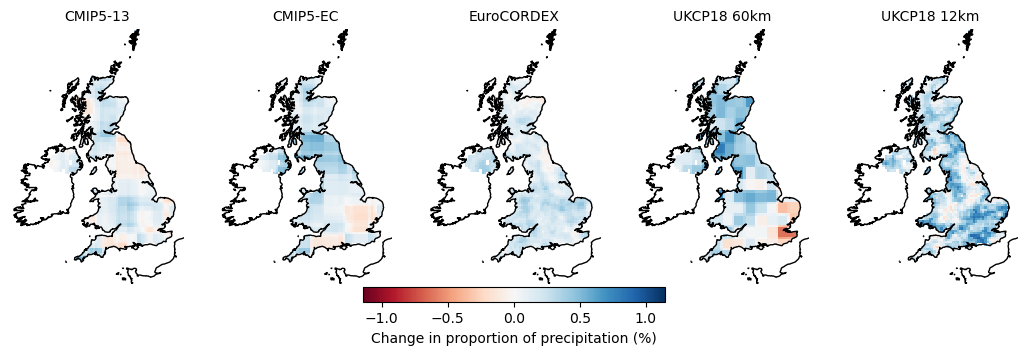 CMIP5-13 CMIP5-EC EuroCORDEX UKCP18 60km UKCP18 12km
−1.0 −0.5 0.0 0.5 1.0
Change in proportion of precipitation (%)